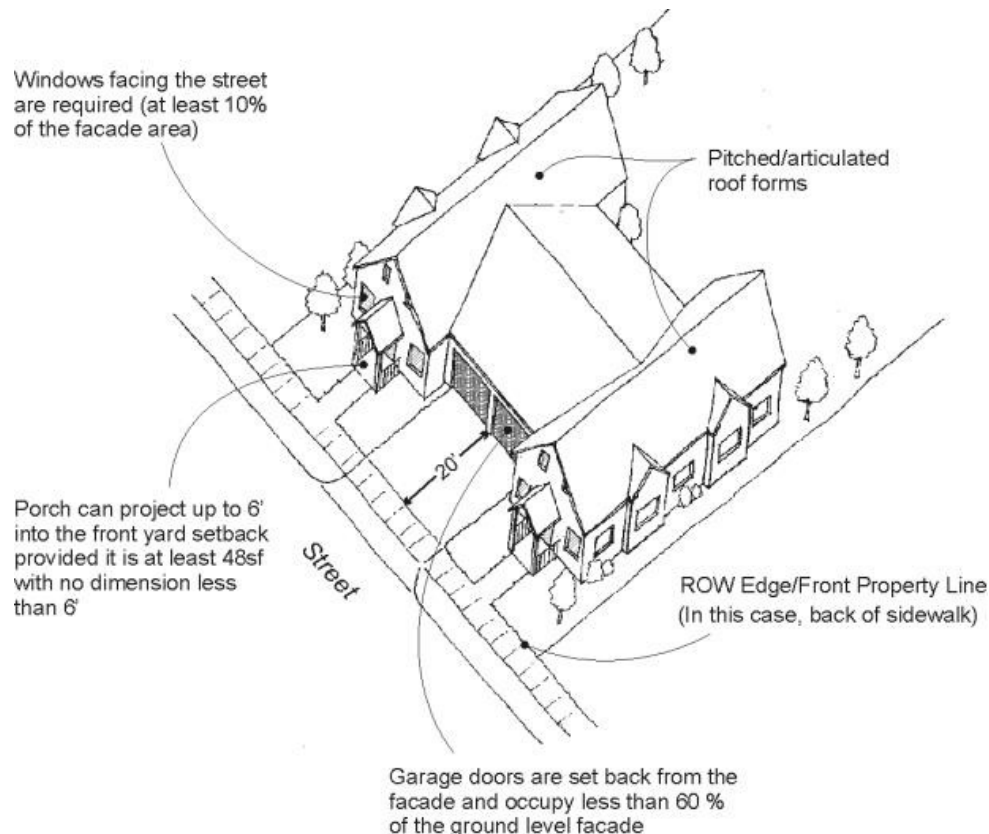 Windows facing the street
are required (at least 10%
of the facade area)
Pitched/articulated
roof forms
20'
Porch can project up to 6'
into the front yard setback
provided it is at least 48sf
with no dimension less
than 6'
Street
ROW Edge/Front Property Line
(In this case, back of sidewalk)
Garage doors are set back from the
facade and occupy less than 60 %
of the ground level facade